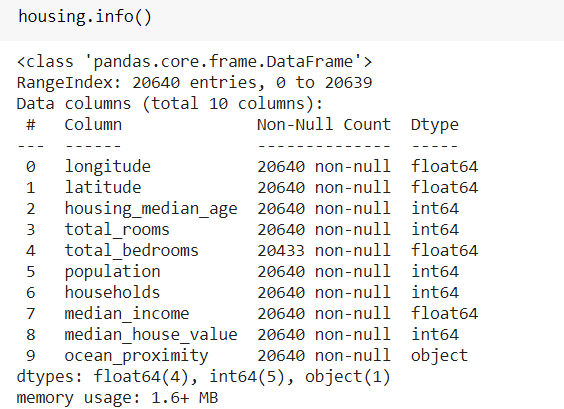 housing.info()
<class 'pandas.core.frame.DataFrame'>
RangeIndex: 20640 entries, 0 to 20639
Data columns (total 10 columns):
 #   Column              Non-Null Count  Dtype
---  ------              --------------  -----
 0   longitude           20640 non-null  float64
 1   latitude            20640 non-null  float64
 2   housing_median_age  20640 non-null  int64
 3   total_rooms         20640 non-null  int64
 4   total_bedrooms      20433 non-null  float64
 5   population          20640 non-null  int64
 6   households          20640 non-null  int64
 7   median_income       20640 non-null  float64
 8   median_house_value  20640 non-null  int64
 9   ocean_proximity     20640 non-null  object
dtypes: float64(4), int64(5), object(1)
memory usage: 1.6+ MB